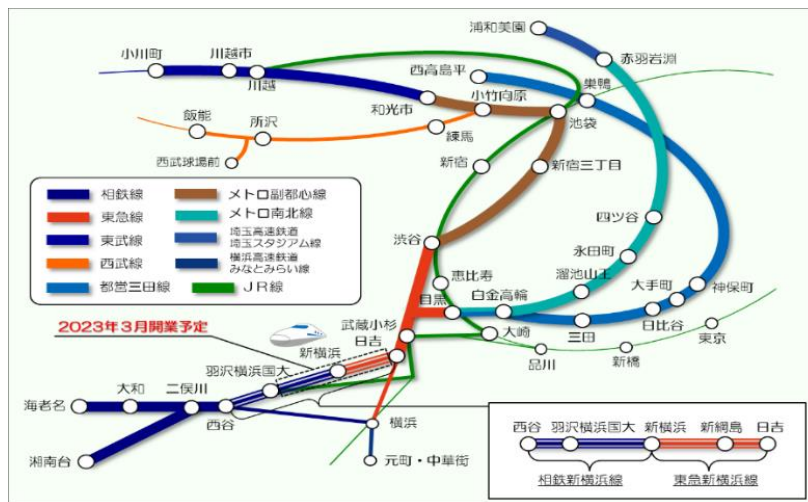 浦和美園
小川町
川越市
川越
西高島平
赤羽岩淵
巣鴨
小竹向原
和光市
池袋
飯能
所沢
練馬
西武球場前
新宿
新宿三丁目
相鉄線
メトロ副都心線
東急線
メトロ南北線
東武線
埼玉高速鉄道
埼玉スタジアム線
西武線
横浜高速鉄道
みなとみらい線
都営三田線
JR線
四ツ谷
渋谷
永田町
恵比寿
溜池山王
大手町
神保町
目黒
白金高輪
日比谷
2023年3月開業予定
武蔵小杉
日吉
大崎
三田
東京
品川
新橋
新横浜
羽沢横浜国大
大和
二俣川
海老名
西谷
横浜
湘南台
元町・中華街
西谷 羽沢横浜国大 新横浜 新綱島 日吉
相鉄新横浜線 東急新横浜線